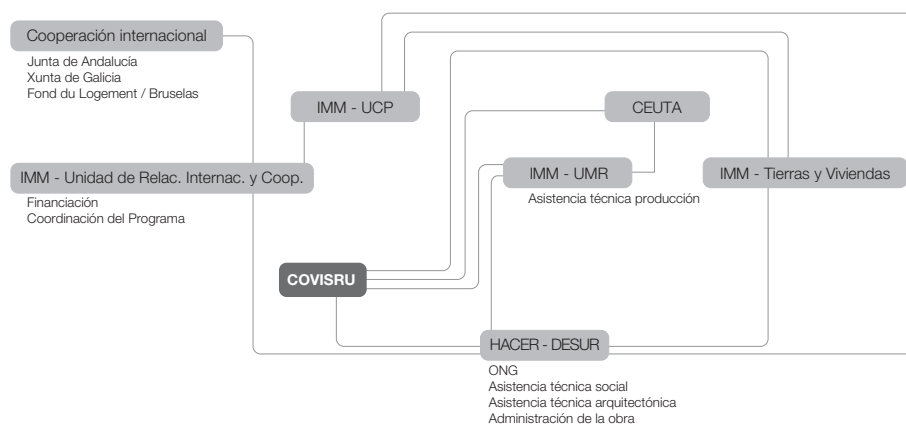 Cooperación internacional
Junta de Andalucía
Xunta de Galicia
Fond du Logement / Bruselas
IMM - UCP
CEUTA
IMM - Unidad de Relac. Internac. y Coop.
Financiación
Coordinación del Programa
IMM - UMR
Asistencia técnica producción
IMM - Tierras y Viviendas
COVISRU
HACER - DESUR
ONG
Asistencia técnica social
Asistencia técnica arquitectónica
Administración de la obra